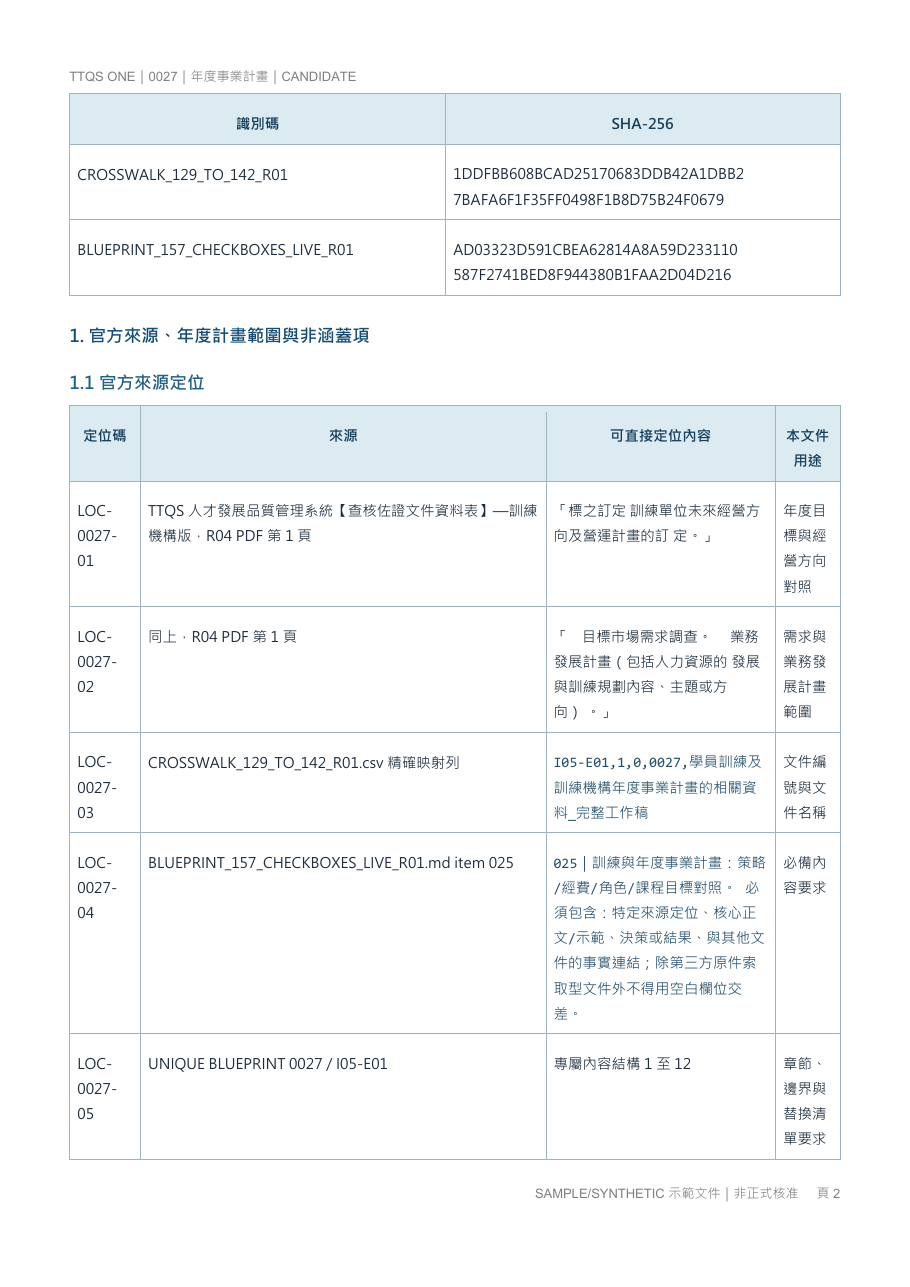 TTQS ONE｜0027｜年度事業計畫｜CANDIDATE
識別碼
SHA-256
CROSSWALK_129_TO_142_R01
1DDFBB608BCAD25170683DDB42A1DBB2
7BAFA6F1F35FF0498F1B8D75B24F0679
BLUEPRINT_157_CHECKBOXES_LIVE_R01
AD03323D591CBEA62814A8A59D233110
587F2741BED8F944380B1FAA2D04D216
1. 官方來源、年度計畫範圍與非涵蓋項
1.1 官方來源定位
定位碼
來源
可直接定位內容
本文件
用途
LOC-
0027-
01
TTQS 人才發展品質管理系統【查核佐證文件資料表】—訓練
機構版，R04 PDF 第 1 頁
「標之訂定 訓練單位未來經營方
向及營運計畫的訂 定。」
年度目
標與經
營方向
對照
LOC-
0027-
02
同上，R04 PDF 第 1 頁
「　目標市場需求調查。　業務
發展計畫（包括人力資源的 發展
與訓練規劃內容、主題或方
向） 。」
需求與
業務發
展計畫
範圍
LOC-
0027-
03
CROSSWALK_129_TO_142_R01.csv 精確映射列
I05-E01,1,0,0027,學員訓練及
訓練機構年度事業計畫的相關資
料_完整工作稿
文件編
號與文
件名稱
LOC-
0027-
04
BLUEPRINT_157_CHECKBOXES_LIVE_R01.md item 025
025｜訓練與年度事業計畫：策略
/經費/角色/課程目標對照。 必
須包含：特定來源定位、核心正
文/示範、決策或結果、與其他文
件的事實連結；除第三方原件索
取型文件外不得用空白欄位交
差。
必備內
容要求
LOC-
0027-
05
UNIQUE BLUEPRINT 0027 / I05-E01
專屬內容結構 1 至 12
章節、
邊界與
替換清
單要求
SAMPLE/SYNTHETIC 示範文件｜非正式核准　頁 2